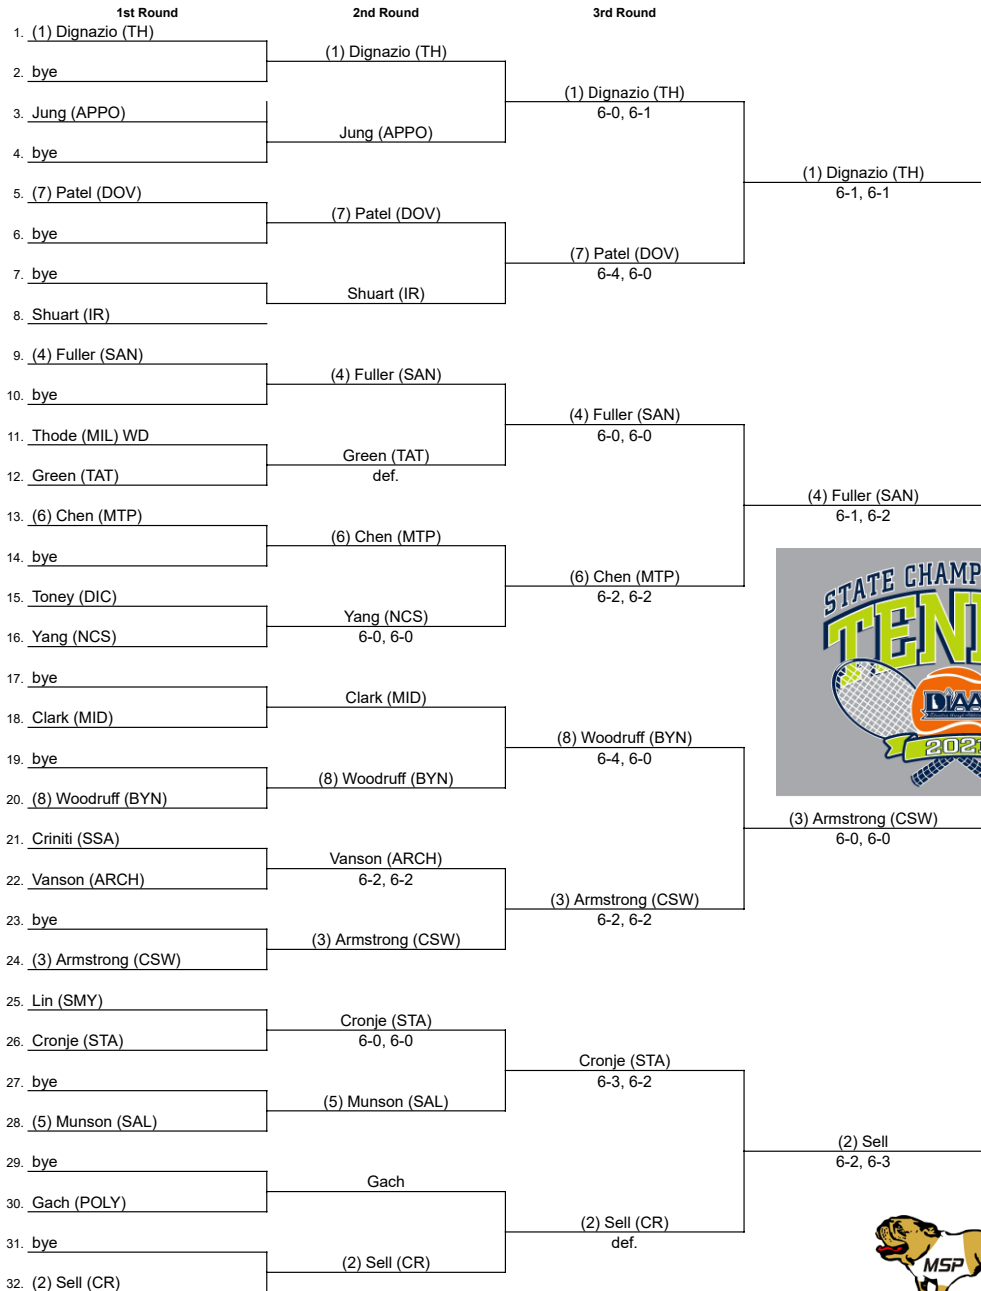 1st Round
2nd Round
3rd Round
1. (1) Dignazio (TH)
2. bye
3. Jung (APPO)
4. bye
5. (7) Patel (DOV)
6. bye
7. bye
8. Shuart (IR)
9. (4) Fuller (SAN)
10. bye
11. Thode (MIL) WD
12. Green (TAT)
13. (6) Chen (MTP)
14. bye
15. Toney (DIC)
16. Yang (NCS)
17. bye
18. Clark (MID)
19. bye
20. (8) Woodruff (BYN)
21. Criniti (SSA)
22. Vanson (ARCH)
23. bye
24. (3) Armstrong (CSW)
25. Lin (SMY)
26. Cronje (STA)
27. bye
28. (5) Munson (SAL)
29. bye
30. Gach (POLY)
31. bye
32. (2) Sell (CR)
(1) Dignazio (TH)
Jung (APPO)
(7) Patel (DOV)
Shuart (IR)
(4) Fuller (SAN)
Green (TAT)
def.
(6) Chen (MTP)
Yang (NCS)
6-0, 6-0
Clark (MID)
(8) Woodruff (BYN)
Vanson (ARCH)
6-2, 6-2
(3) Armstrong (CSW)
Cronje (STA)
6-0, 6-0
(5) Munson (SAL)
Gach
(2) Sell (CR)
(1) Dignazio (TH)
6-0, 6-1
(7) Patel (DOV)
6-4, 6-0
(4) Fuller (SAN)
6-0, 6-0
(6) Chen (MTP)
6-2, 6-2
(8) Woodruff (BYN)
6-4, 6-0
(3) Armstrong (CSW)
6-2, 6-2
Cronje (STA)
6-3, 6-2
(2) Sell (CR)
def.
(1) Dignazio (TH)
6-1, 6-1
(4) Fuller (SAN)
6-1, 6-2
STATE CHAMP
TEN
DIAA
202
(3) Armstrong (CSW)
6-0, 6-0
(2) Sell
6-2, 6-3
MSP